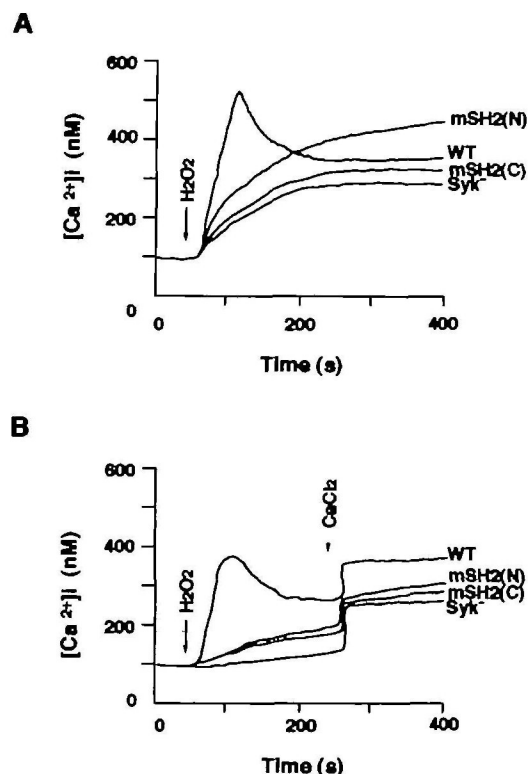 A
600
400
200
0
[Ca 2+]i (nM)
H2O2
mSH2(N)
WT
mSH2(C)
Syk-
0 200 400
Time (s)
B
600
400
200
0
[Ca 2+]i (nM)
H2O2
CaCl2
WT
mSH2(N)
mSH2(C)
Syk-
0 200 400
Time (s)